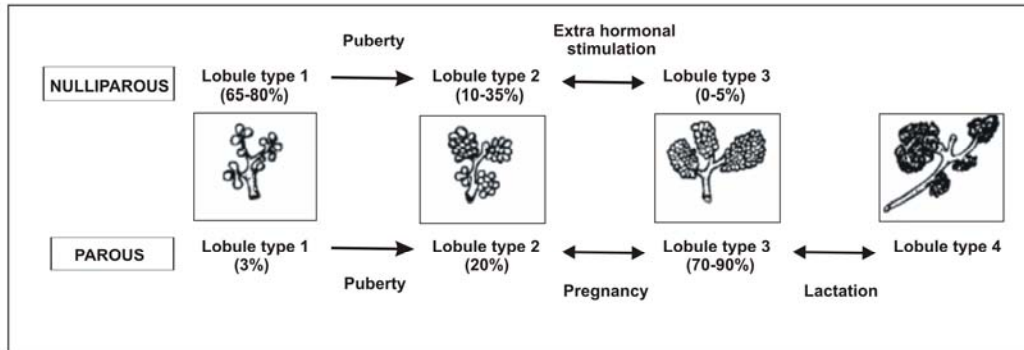 Puberty
Extra hormonal
stimulation
NULLIPAROUS
Lobule type 1
(65-80%)
Lobule type 2
(10-35%)
Lobule type 3
(0-5%)
PAROUS
Lobule type 1
(3%)
Lobule type 2
(20%)
Lobule type 3
(70-90%)
Lobule type 4
Puberty
Pregnancy
Lactation